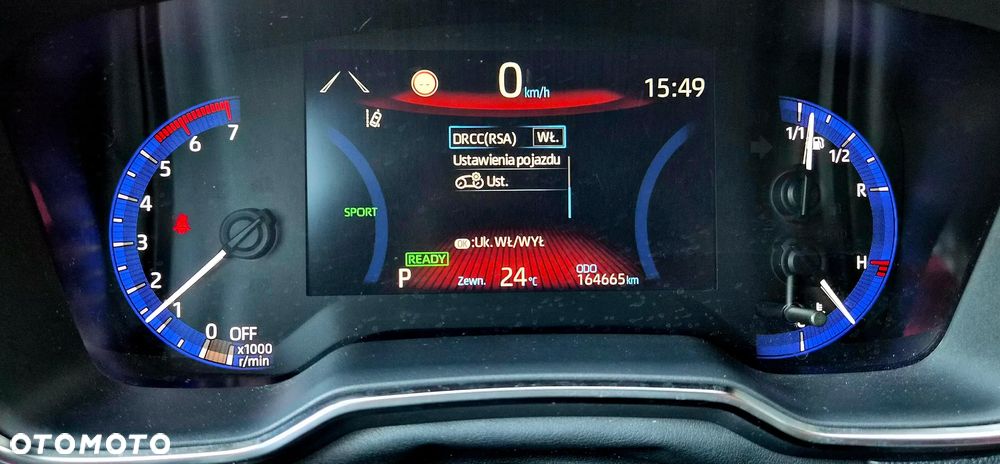 0 km/h
15:49
DRCC(RSA) WŁ.
Ustawienia pojazdu
Ust.
SPORT
OK :Uk. WŁ/WYŁ
READY
P Zewn. 24°C ODO 164665 km
7
6
5
4
3
2
1
0 OFF
x1000
r/min
1/1
1/2
R
H
E
C
OTOMOTO